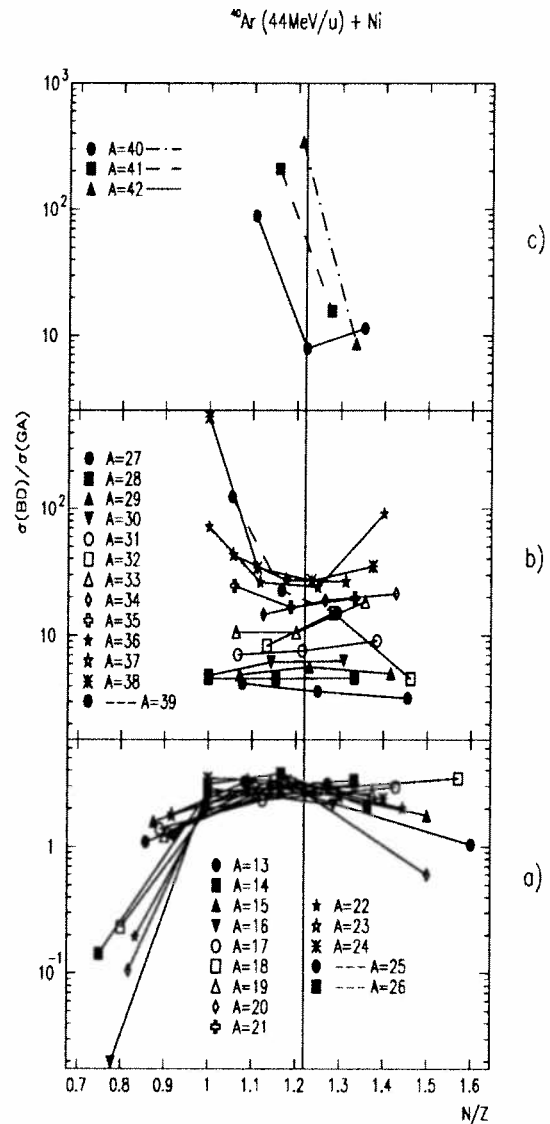 ⁴⁰Ar (44MeV/u) + Ni
10³
A=40
A=41
A=42
10²
10
c)
σ(BD)/σ(GA)
A=27
A=28
A=29
A=30
A=31
A=32
A=33
A=34
A=35
A=36
A=37
A=38
A=39
10²
10
b)
1
10⁻¹
A=13
A=14
A=15
A=16
A=17
A=18
A=19
A=20
A=21
A=22
A=23
A=24
A=25
A=26
a)
0.7 0.8 0.9 1 1.1 1.2 1.3 1.4 1.5 1.6
N/Z